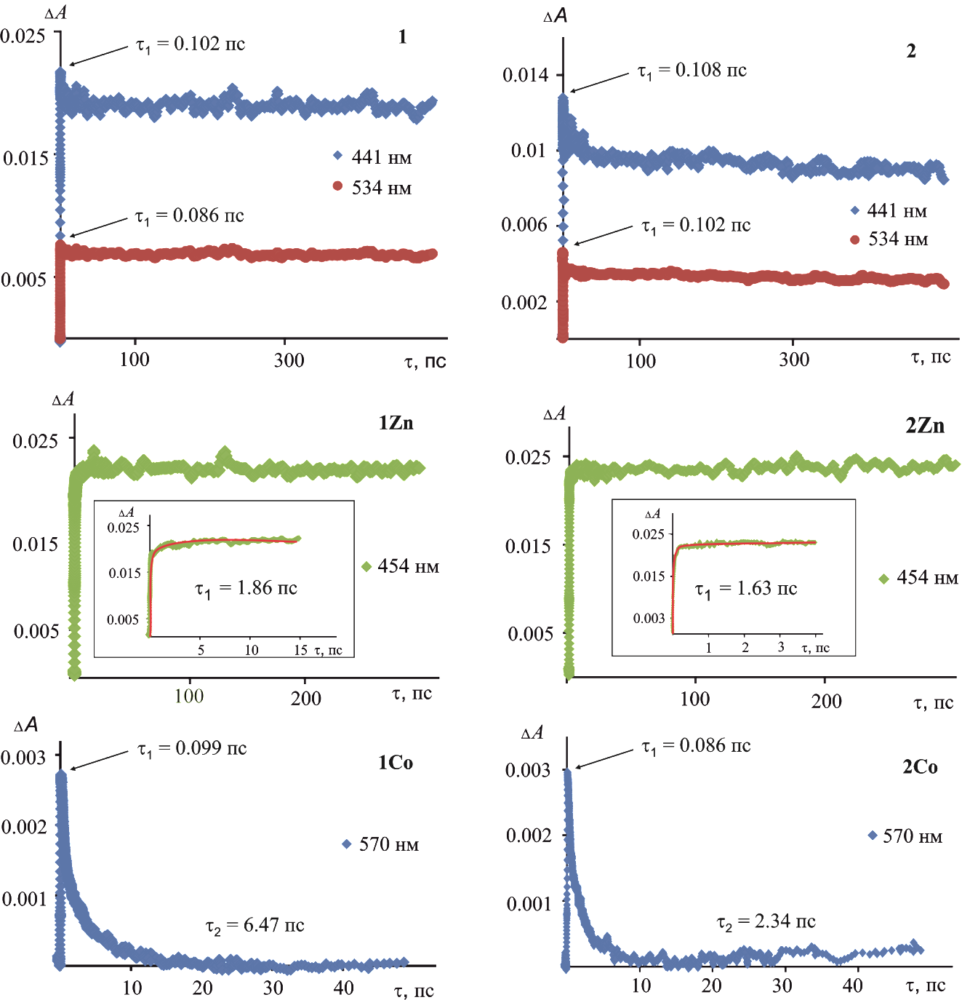 ΔA
0.025
τ1 = 0.102 пс
1
0.015
441 нм
534 нм
τ1 = 0.086 пс
0.005
100
300
τ, пс
ΔA
2
0.014
τ1 = 0.108 пс
0.01
441 нм
0.006
τ1 = 0.102 пс
534 нм
0.002
100
300
τ, пс
ΔA
1Zn
0.025
0.015
454 нм
0.005
ΔA
0.025
0.015
τ1 = 1.86 пс
0.005
5
10
15
τ, пс
100
200
τ, пс
ΔA
2Zn
0.025
0.015
454 нм
0.005
ΔA
0.025
0.015
τ1 = 1.63 пс
0.003
1
2
3
τ, пс
100
200
τ, пс
ΔA
0.003
τ1 = 0.099 пс
1Co
0.002
570 нм
0.001
τ2 = 6.47 пс
10
20
30
40
τ, пс
ΔA
τ1 = 0.086 пс
0.003
2Co
0.002
570 нм
0.001
τ2 = 2.34 пс
10
20
30
40
τ, пс